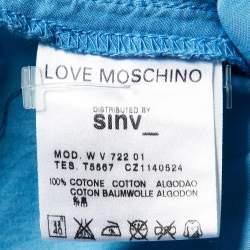 LOVE MOSCHINO
DISTRIBUTED BY
sinv
MOD. W V 722 01
TES. T5667 CZ1140524
100% COTONE COTTON ALGODAO
COTON BAUMWOLLE ALGODON